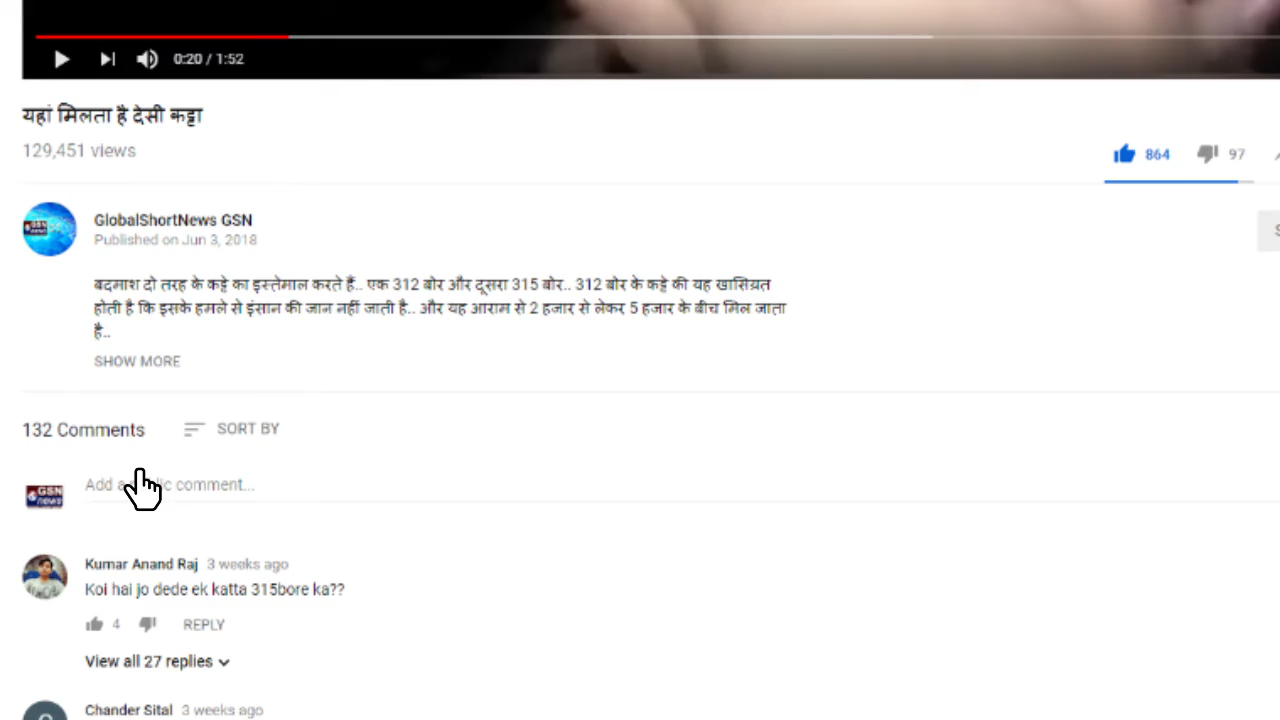 0:20 / 1:52
यहां मिलता है देसी कट्टा
129,451 views
864 97
GlobalShortNews GSN
Published on Jun 3, 2018
बदमाश दो तरह के कट्टे का इस्तेमाल करते हैं.. एक 312 बोर और दूसरा 315 बोर.. 312 बोर के कट्टे की यह खासियत
होती है कि इसके हमले से इंसान की जान नहीं जाती है.. और यह आराम से 2 हजार से लेकर 5 हजार के बीच मिल जाता
है..
SHOW MORE
132 Comments SORT BY
GSN
news
Add a comment...
Kumar Anand Raj 3 weeks ago
Koi hai jo dede ek katta 315bore ka??
4 REPLY
View all 27 replies
Chander Sital 3 weeks ago